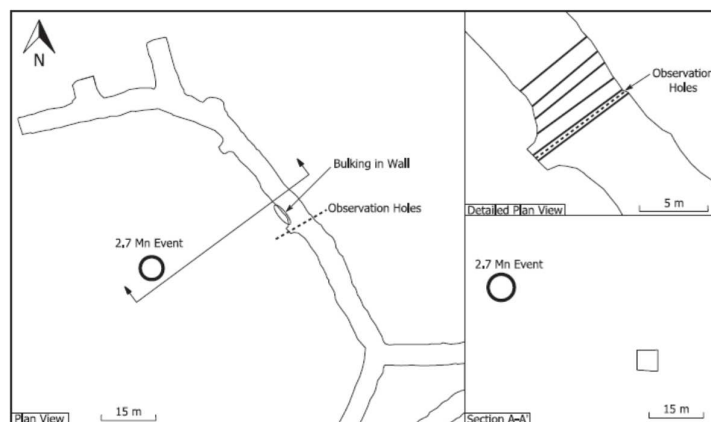 N
Bulking in Wall
Observation Holes
2.7 Mn Event
15 m
Plan View
Observation
Holes
Detailed Plan View
5 m
2.7 Mn Event
Section A-A'
15 m